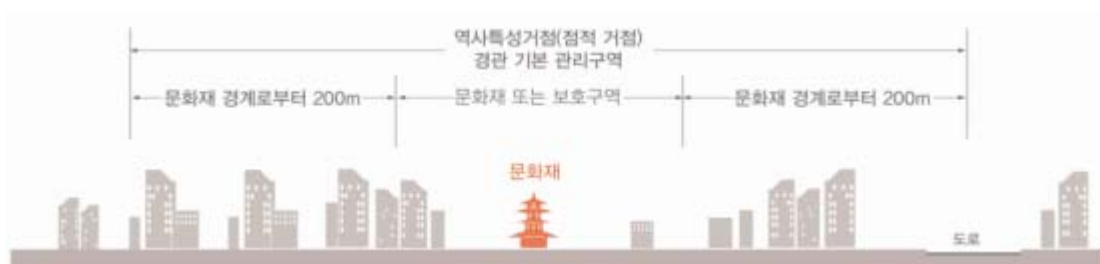 역사특성거점(점적 거점)
경관 기본 관리구역
문화재 경계로부터 200m
문화재 또는 보호구역
문화재 경계로부터 200m
문화재
도로